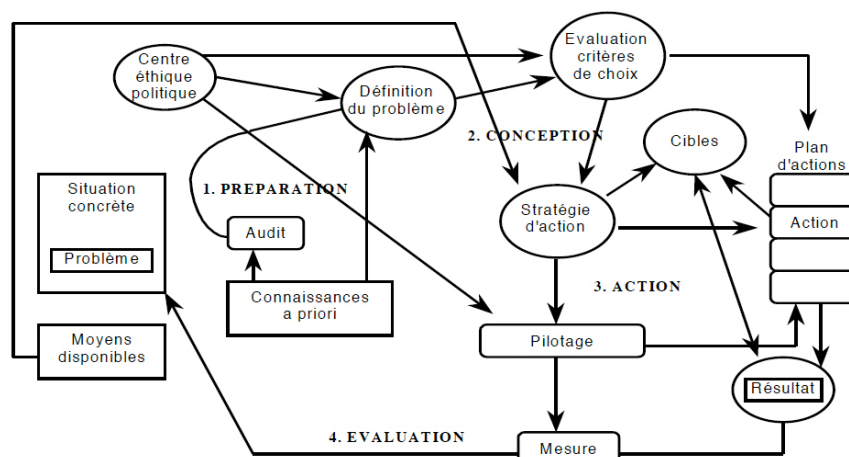 Centre
éthique
politique
Définition
du problème
Evaluation
critères
de choix
2. CONCEPTION
Cibles
Plan
d'actions
Situation
concrète
Problème
1. PREPARATION
Audit
Stratégie
d'action
Action
Connaissances
a priori
3. ACTION
Moyens
disponibles
Pilotage
Résultat
4. EVALUATION
Mesure